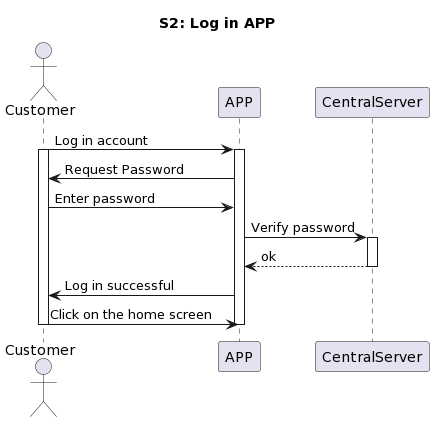 S2: Log in APP
Customer
APP
CentralServer
Log in account
Request Password
Enter password
Verify password
ok
Log in successful
Click on the home screen
Customer
APP
CentralServer